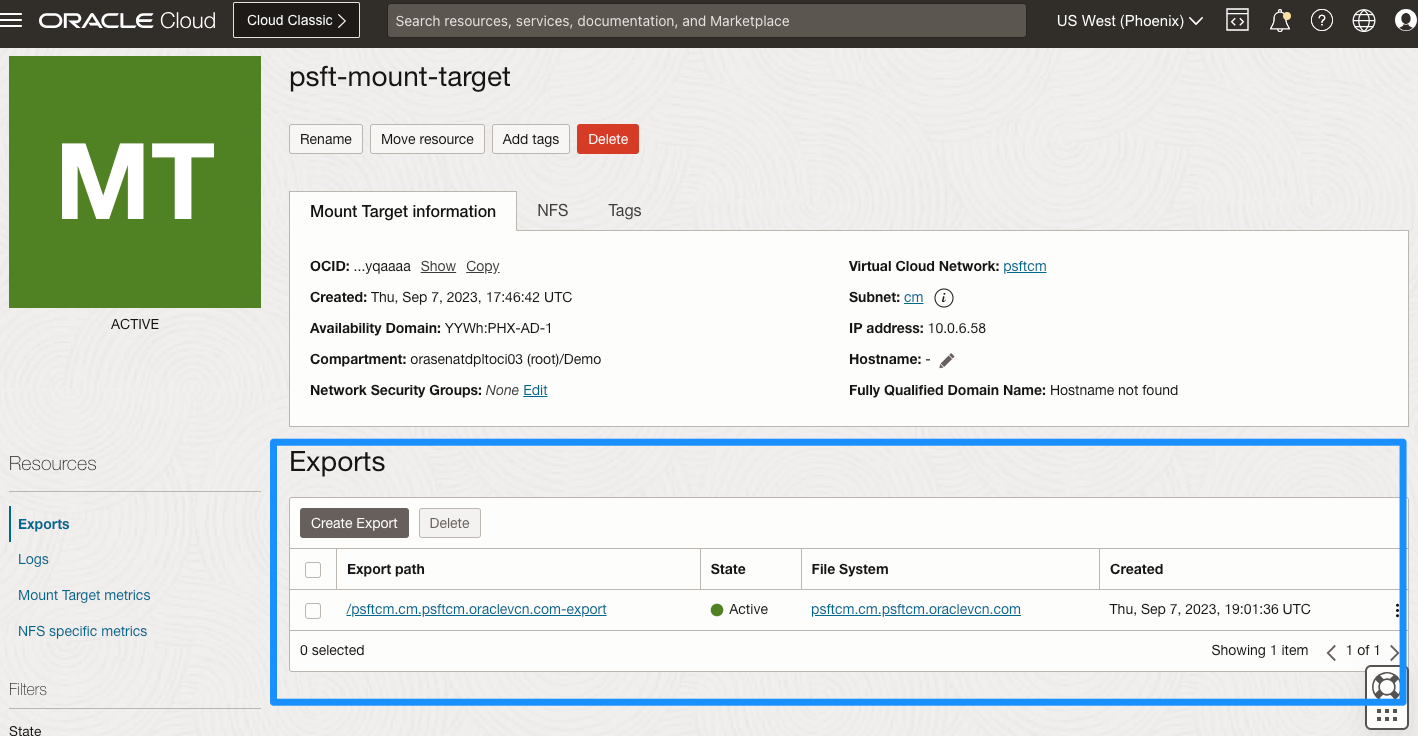 ORACLE Cloud
Cloud Classic
Search resources, services, documentation, and Marketplace
US West (Phoenix)
MT
ACTIVE
psft-mount-target
Rename Move resource Add tags Delete
Mount Target information NFS Tags
OCID: ...yqaaaa Show Copy
Created: Thu, Sep 7, 2023, 17:46:42 UTC
Availability Domain: YYWh:PHX-AD-1
Compartment: orasenatdpltoci03 (root)/Demo
Network Security Groups: None Edit
Virtual Cloud Network: psftcm
Subnet: cm
IP address: 10.0.6.58
Hostname: -
Fully Qualified Domain Name: Hostname not found
Resources
Exports
Logs
Mount Target metrics
NFS specific metrics
Filters
State
Exports
Create Export Delete
Export path State File System Created
/psftcm.cm.psftcm.oraclevcn.com-export Active psftcm.cm.psftcm.oraclevcn.com Thu, Sep 7, 2023, 19:01:36 UTC
0 selected Showing 1 item 1 of 1